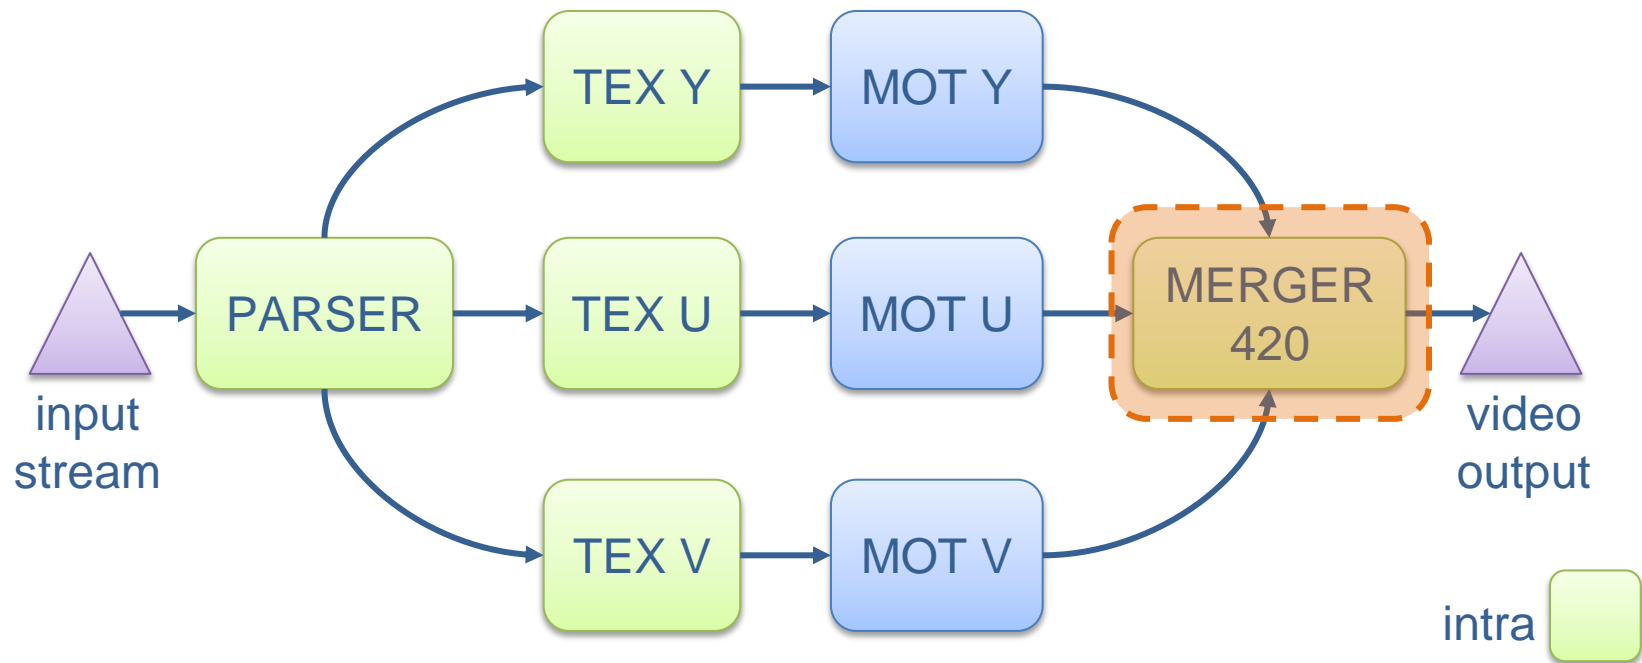 TEX Y
MOT Y
PARSER
TEX U
MOT U
MERGER
420
input
stream
video
output
TEX V
MOT V
intra